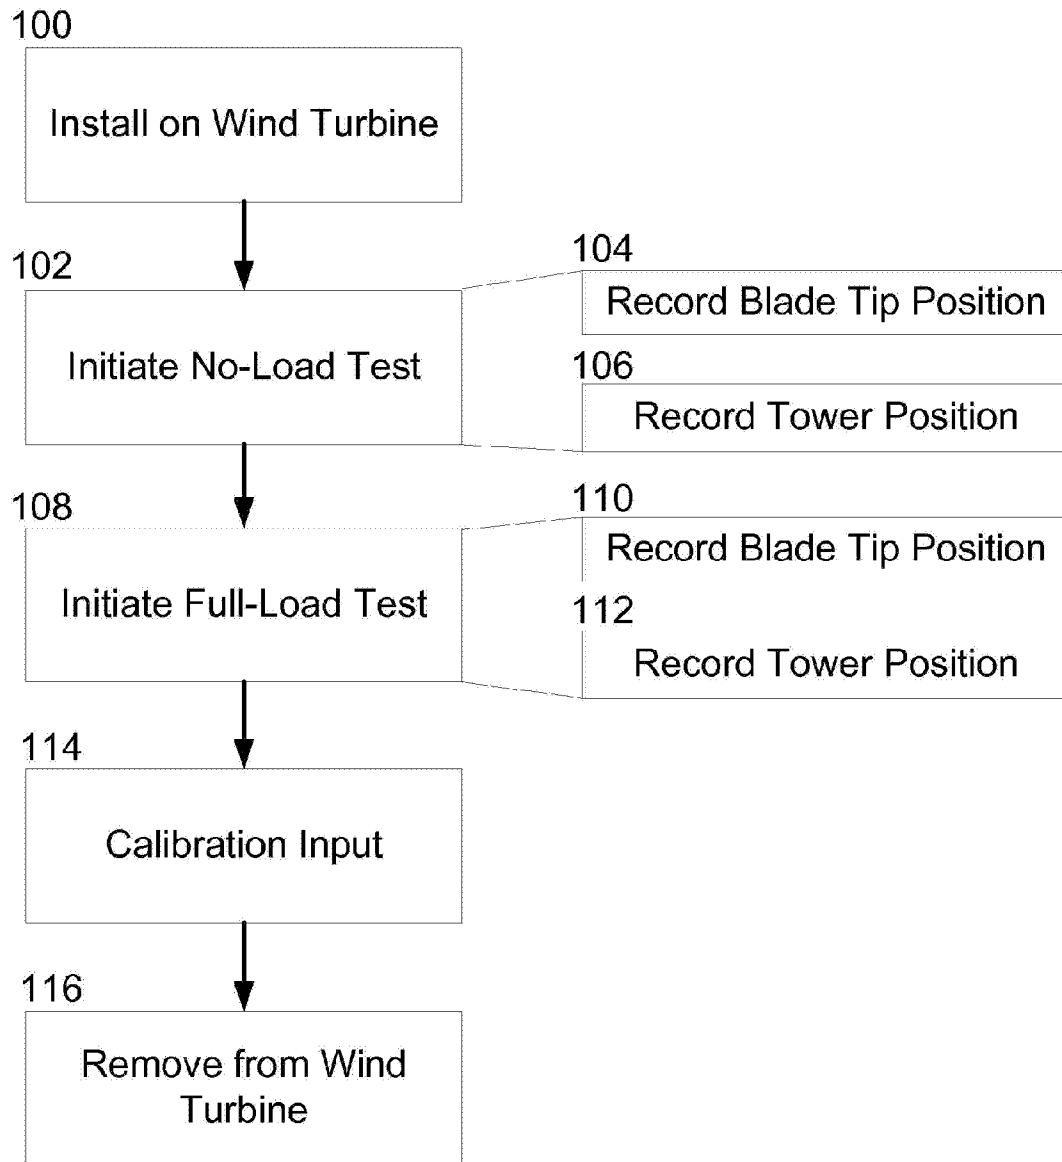 100
Install on Wind Turbine
102
Initiate No-Load Test
104
Record Blade Tip Position
106
Record Tower Position
108
Initiate Full-Load Test
110
Record Blade Tip Position
112
Record Tower Position
114
Calibration Input
116
Remove from Wind
Turbine